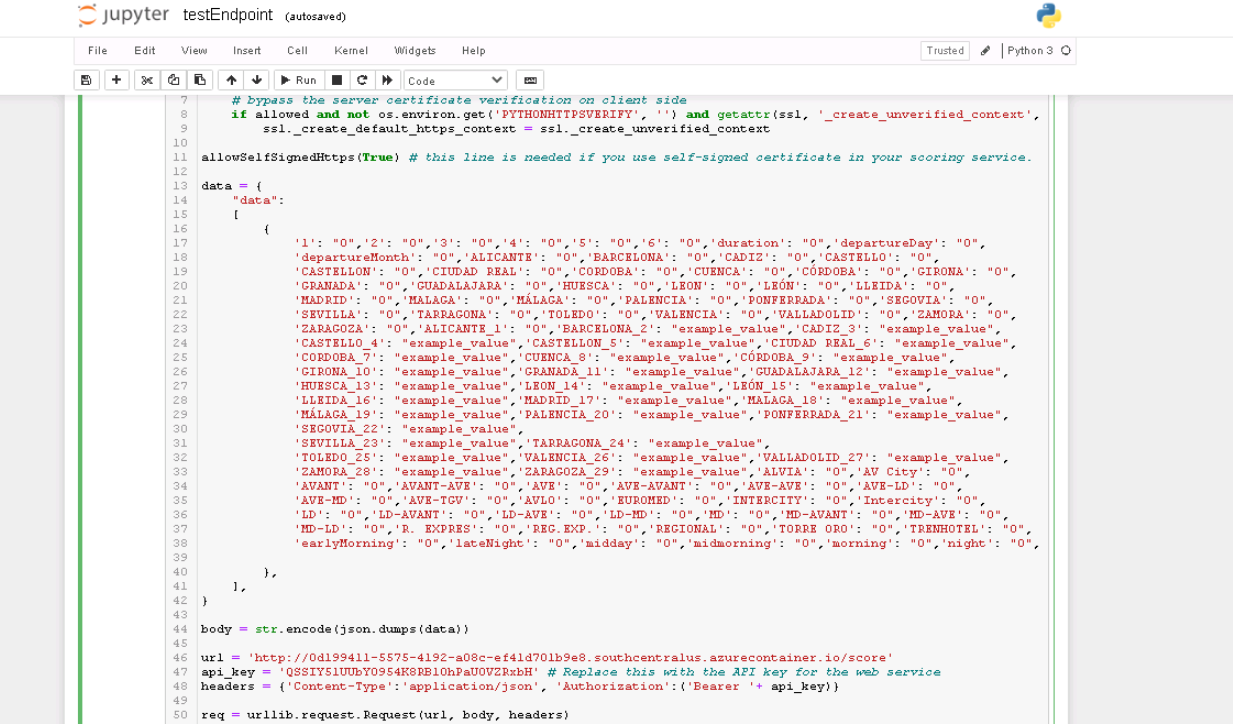 jupyter testEndpoint (autosaved)
File Edit View Insert Cell Kernel Widgets Help Trusted Python 3
Run Code
7 # bypass the server certificate verification on client side
8 if allowed and not os.environ.get('PYTHONHTTPSVERIFY', '') and getattr(ssl, '_create_unverified_context',
9 ssl._create_default_https_context = ssl._create_unverified_context
10
11 allowSelfSignedHttps(True) # this line is needed if you use self-signed certificate in your scoring service.
12
13 data = {
14 "data":
15 [
16 {
17 '1': "0",'2': "0",'3': "0",'4': "0",'5': "0",'6': "0",'duration': "0",'departureDay': "0",
18 'departureMonth': "0",'ALICANTE': "0",'BARCELONA': "0",'CADIZ': "0",'CASTELLO': "0",
19 'CASTELLON': "0",'CIUDAD REAL': "0",'CORDOBA': "0",'CUENCA': "0",'CÓRDOBA': "0",'GIRONA': "0",
20 'GRANADA': "0",'GUADALAJARA': "0",'HUESCA': "0",'LEON': "0",'LEÓN': "0",'LLEIDA': "0",
21 'MADRID': "0",'MALAGA': "0",'MÁLAGA': "0",'PALENCIA': "0",'PONFERRADA': "0",'SEGOVIA': "0",
22 'SEVILLA': "0",'TARRAGONA': "0",'TOLEDO': "0",'VALENCIA': "0",'VALLADOLID': "0",'ZAMORA': "0",
23 'ZARAGOZA': "0",'ALICANTE_1': "0",'BARCELONA_2': "example_value",'CADIZ_3': "example_value",
24 'CASTELLO_4': "example_value",'CASTELLON_5': "example_value",'CIUDAD REAL_6': "example_value",
25 'CORDOBA_7': "example_value",'CUENCA_8': "example_value",'CÓRDOBA_9': "example_value",
26 'GIRONA_10': "example_value",'GRANADA_11': "example_value",'GUADALAJARA_12': "example_value",
27 'HUESCA_13': "example_value",'LEON_14': "example_value",'LEÓN_15': "example_value",
28 'LLEIDA_16': "example_value",'MADRID_17': "example_value",'MALAGA_18': "example_value",
29 'MÁLAGA_19': "example_value",'PALENCIA_20': "example_value",'PONFERRADA_21': "example_value",
30 'SEGOVIA_22': "example_value",
31 'SEVILLA_23': "example_value",'TARRAGONA_24': "example_value",
32 'TOLEDO_25': "example_value",'VALENCIA_26': "example_value",'VALLADOLID_27': "example_value",
33 'ZAMORA_28': "example_value",'ZARAGOZA_29': "example_value",'ALVIA': "0",'AV City': "0",
34 'AVANT': "0",'AVANT-AVE': "0",'AVE': "0",'AVE-AVANT': "0",'AVE-AVE': "0",'AVE-LD': "0",
35 'AVE-MD': "0",'AVE-TGV': "0",'AVLO': "0",'EUROMED': "0",'INTERCITY': "0",'Intercity': "0",
36 'LD': "0",'LD-AVANT': "0",'LD-AVE': "0",'LD-MD': "0",'MD': "0",'MD-AVANT': "0",'MD-AVE': "0",
37 'MD-LD': "0",'R. EXPRES': "0",'REG.EXP.': "0",'REGIONAL': "0",'TORRE ORO': "0",'TRENHOTEL': "0",
38 'earlyMorning': "0",'lateNight': "0",'midday': "0",'midmorning': "0",'morning': "0",'night': "0",
39
40 },
41 ],
42 }
43
44 body = str.encode(json.dumps(data))
45
46 url = 'http://0d199411-5575-4192-a08c-ef41d701b9e8.southcentralus.azurecontainer.io/score'
47 api_key = 'QSSIY51UUbYO954K8RB1OhPaUOVZRxbH' # Replace this with the API key for the web service
48 headers = {'Content-Type':'application/json', 'Authorization':('Bearer '+ api_key)}
49
50 req = urllib.request.Request(url, body, headers)